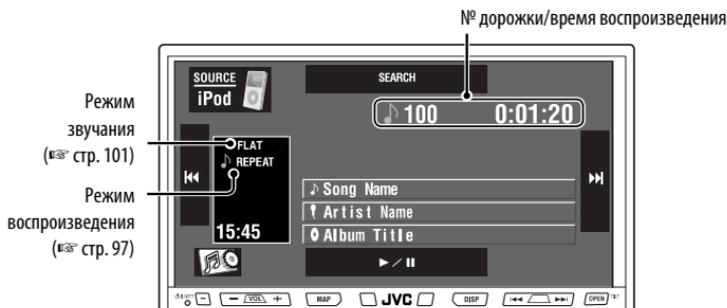 № дорожки/время воспроизведения
SOURCE
iPod
SEARCH
100 0:01:20
Режим
звучания
(☞ стр. 101)
FLAT
REPEAT
Режим
воспроизведения
(☞ стр. 97)
Song Name
Artist Name
15:45
Album Title
VOL
MAP
JVC
DISP
OPEN